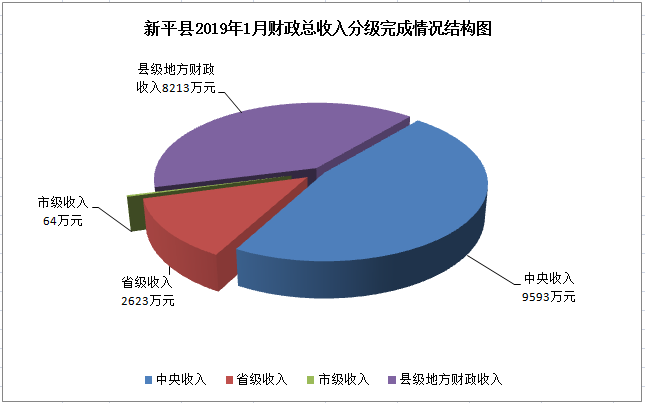 新平县2019年1月财政总收入分级完成情况结构图
县级地方财政
收入8213万元
市级收入
64万元
省级收入
2623万元
中央收入
9593万元
中央收入 省级收入 市级收入 县级地方财政收入